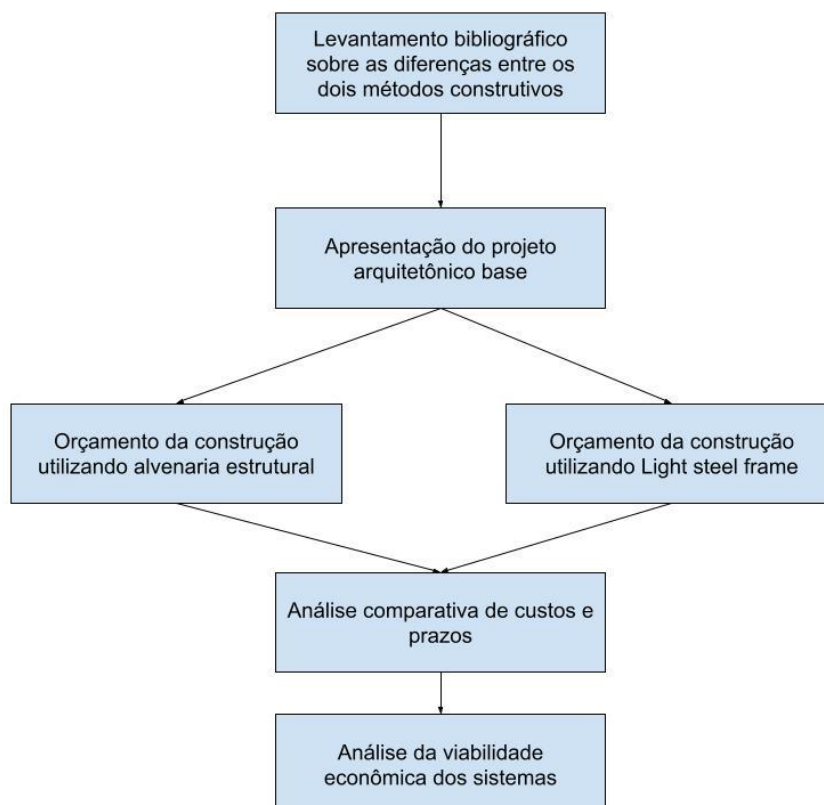 Levantamento bibliográfico
sobre as diferenças entre os
dois métodos construtivos
Apresentação do projeto
arquitetônico base
Orçamento da construção
utilizando alvenaria estrutural
Orçamento da construção
utilizando Light steel frame
Análise comparativa de custos e
prazos
Análise da viabilidade
econômica dos sistemas